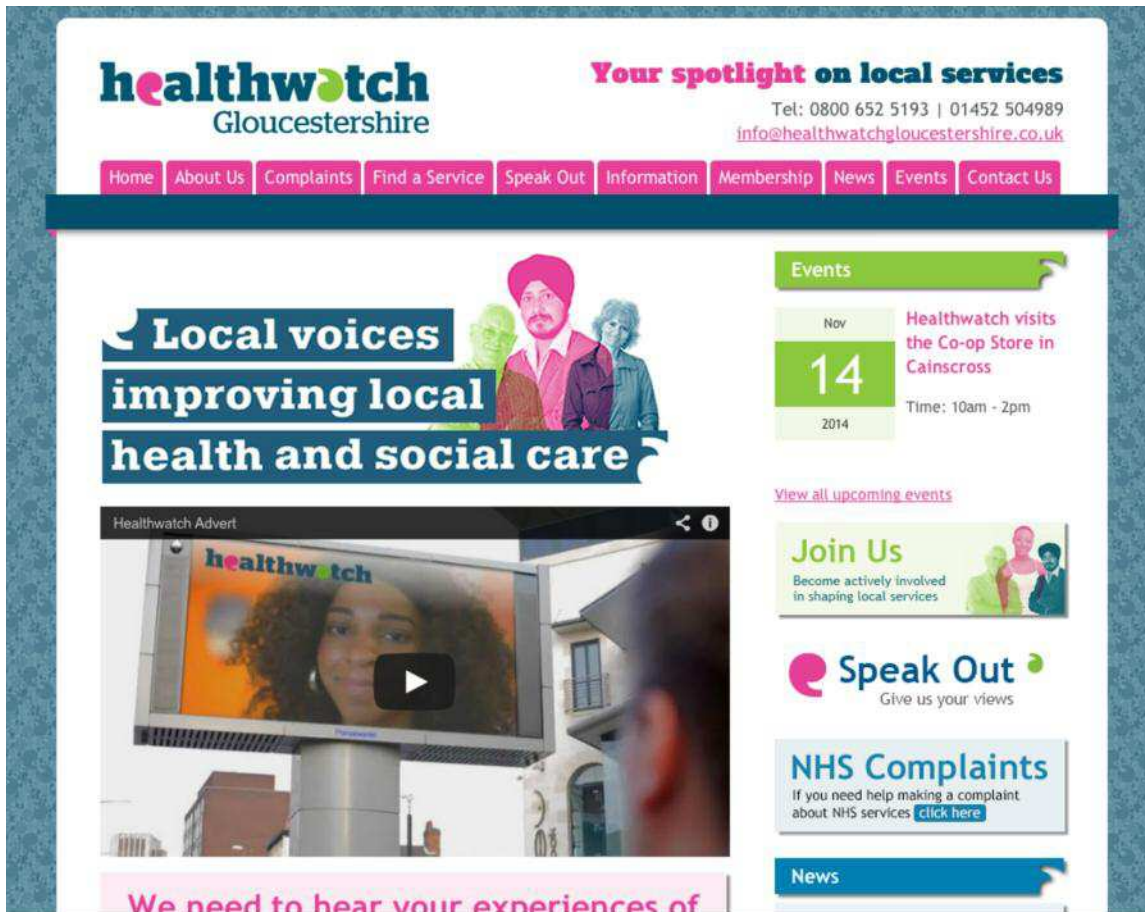 healthwatch
Gloucestershire
Your spotlight on local services
Tel: 0800 652 5193 | 01452 504989
info@healthwatchgloucestershire.co.uk
Home About Us Complaints Find a Service Speak Out Information Membership News Events Contact Us
Local voices
improving local
health and social care
Healthwatch Advert
healthwatch
Panasonic
Events
Nov
14
2014
Healthwatch visits
the Co-op Store in
Cainscross
Time: 10am - 2pm
View all upcoming events
Join Us
Become actively involved
in shaping local services
Speak Out
Give us your views
NHS Complaints
If you need help making a complaint
about NHS services click here
News
We need to hear your experiences of